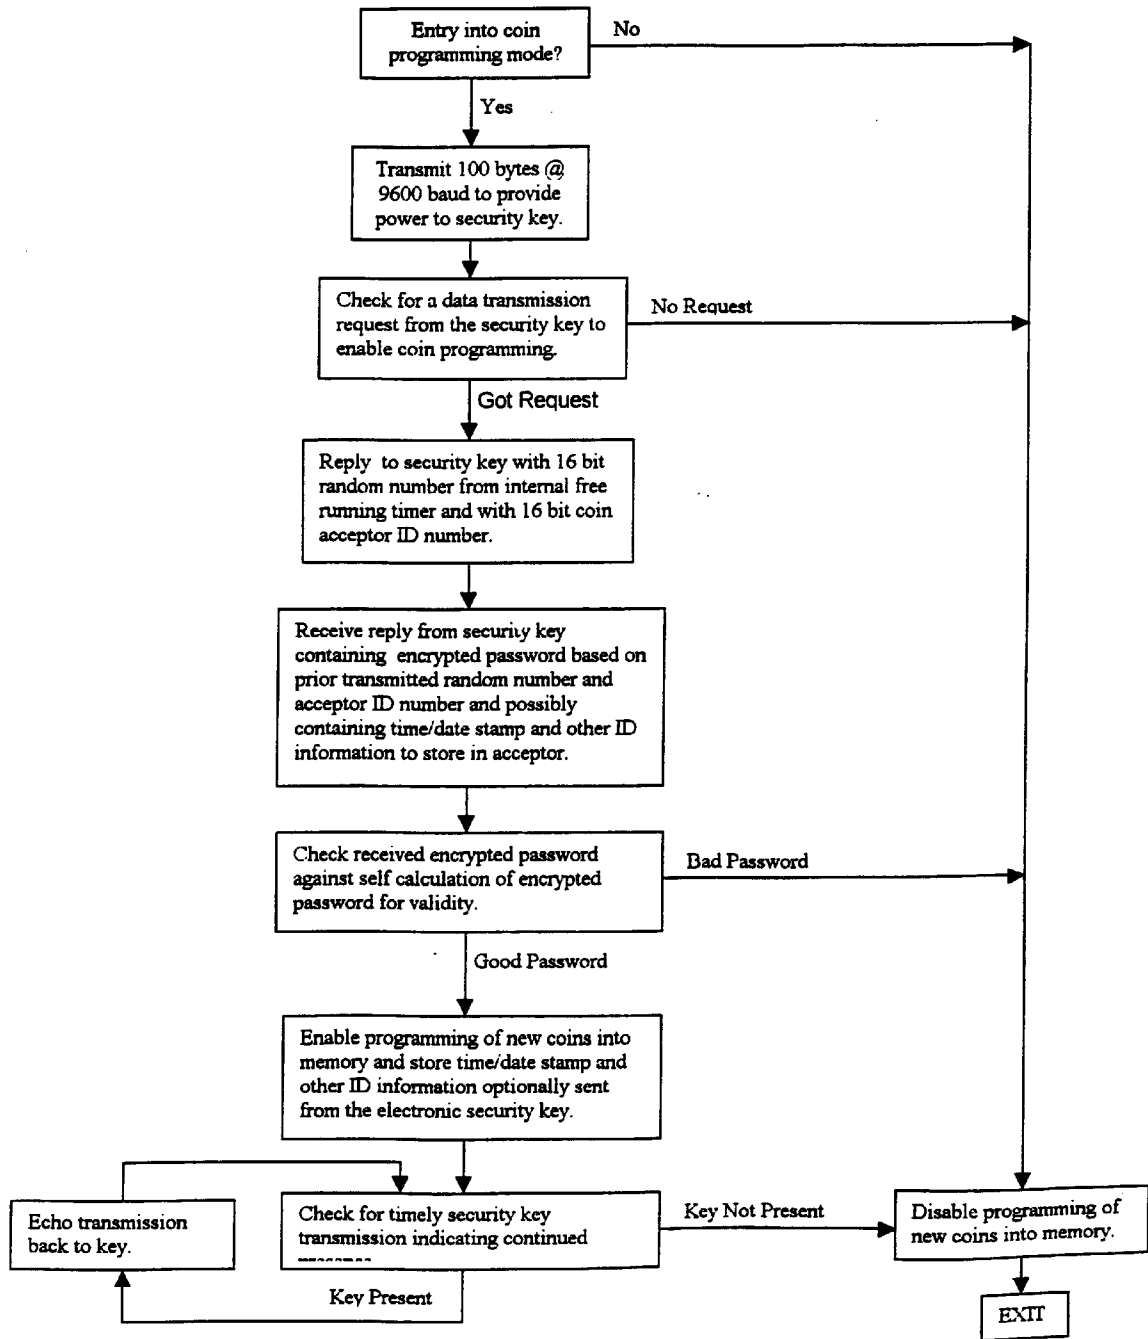 Entry into coin
programming mode?
No
Yes
Transmit 100 bytes @
9600 baud to provide
power to security key.
Check for a data transmission
request from the security key to
enable coin programming.
No Request
Got Request
Reply to security key with 16 bit
random number from internal free
running timer and with 16 bit coin
acceptor ID number.
Receive reply from security key
containing encrypted password based on
prior transmitted random number and
acceptor ID number and possibly
containing time/date stamp and other ID
information to store in acceptor.
Check received encrypted password
against self calculation of encrypted
password for validity.
Bad Password
Good Password
Enable programming of new coins into
memory and store time/date stamp and
other ID information optionally sent
from the electronic security key.
Echo transmission
back to key.
Check for timely security key
transmission indicating continued
Key Not Present
Key Present
Disable programming of
new coins into memory.
EXIT